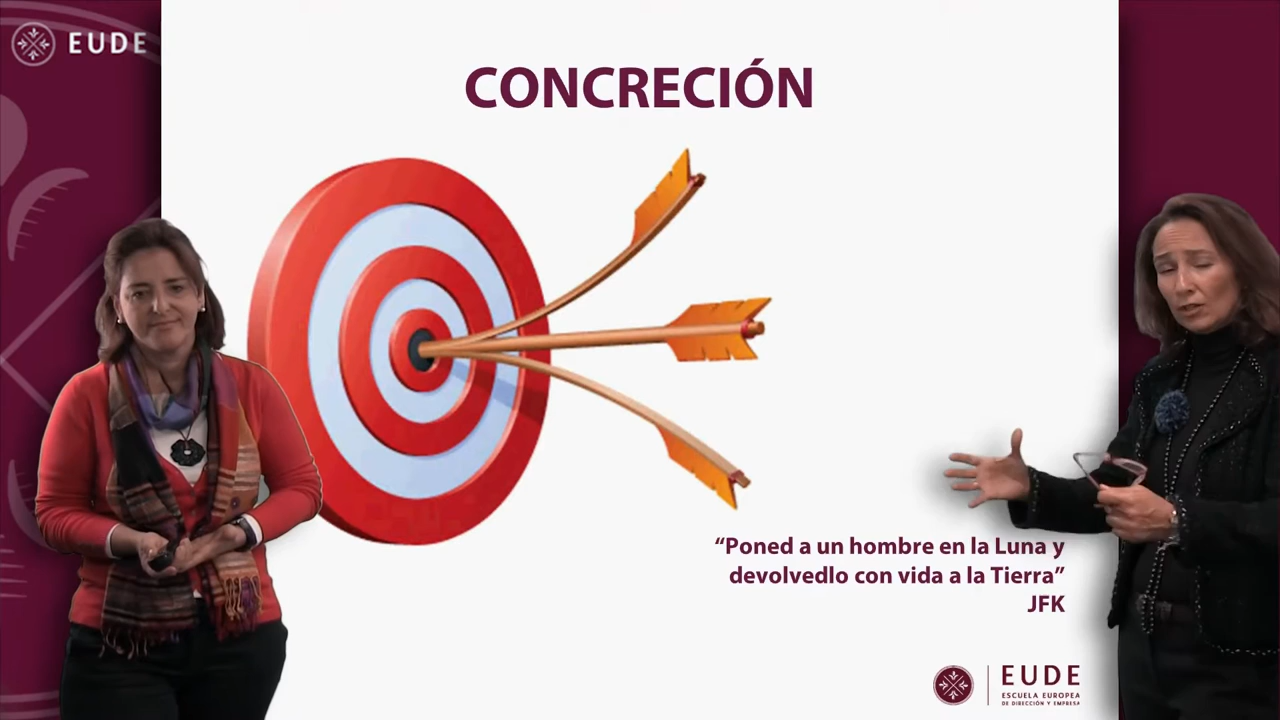 EUDE
CONCRECIÓN
“Poned a un hombre en la Luna y
devolvedlo con vida a la Tierra”
JFK
EUDE
ESCUELA EUROPEA
DE DIRECCIÓN Y EMPRESA